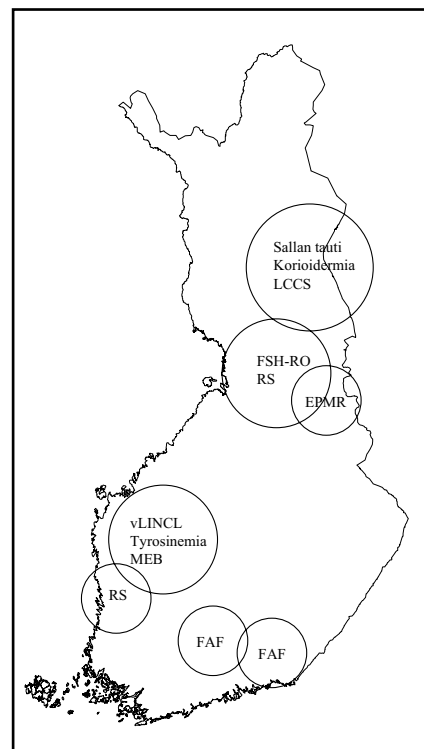 Sallan tauti
Korioidermia
LCCS
FSH-RO
RS
EPMR
vLINCL
Tyrosinemia
MEB
RS
FAF
FAF